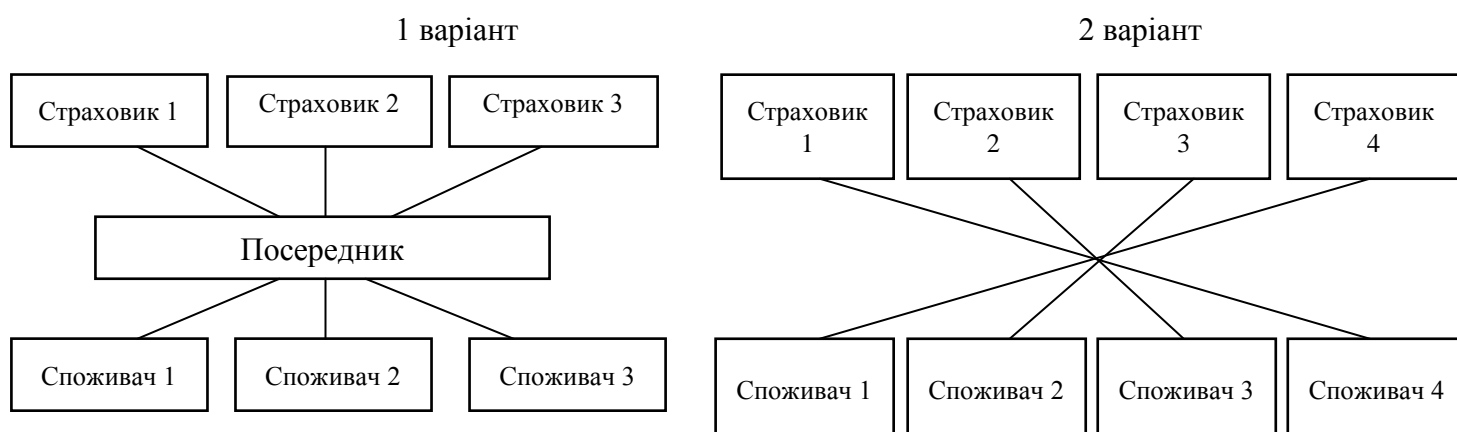 1 варіант
Страховик 1
Страховик 2
Страховик 3
Посередник
Споживач 1
Споживач 2
Споживач 3
2 варіант
Страховик
1
Страховик
2
Страховик
3
Страховик
4
Споживач 1
Споживач 2
Споживач 3
Споживач 4